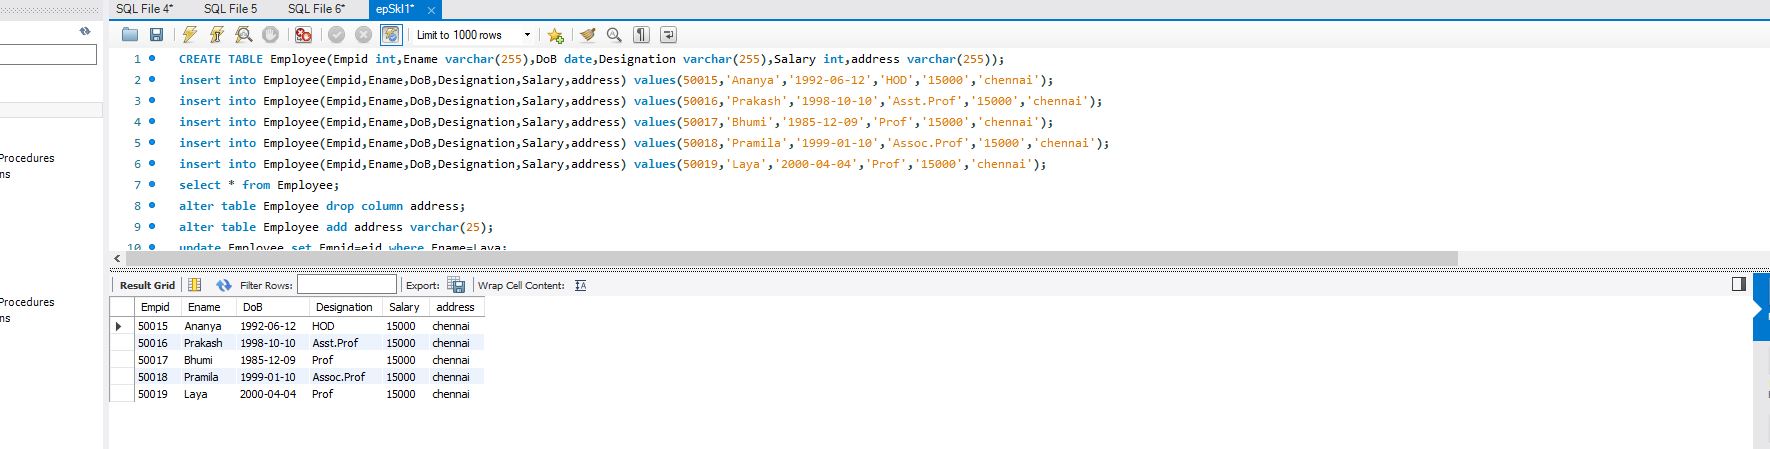 SQL File 4* SQL File 5 SQL File 6* epSkl1*
Limit to 1000 rows
1 CREATE TABLE Employee(Empid int,Ename varchar(255),DoB date,Designation varchar(255),Salary int,address varchar(255));
2 insert into Employee(Empid,Ename,DoB,Designation,Salary,address) values(50015,'Ananya','1992-06-12','HOD','15000','chennai');
3 insert into Employee(Empid,Ename,DoB,Designation,Salary,address) values(50016,'Prakash','1998-10-10','Asst.Prof','15000','chennai');
4 insert into Employee(Empid,Ename,DoB,Designation,Salary,address) values(50017,'Bhumi','1985-12-09','Prof','15000','chennai');
5 insert into Employee(Empid,Ename,DoB,Designation,Salary,address) values(50018,'Pramila','1999-01-10','Assoc.Prof','15000','chennai');
6 insert into Employee(Empid,Ename,DoB,Designation,Salary,address) values(50019,'Laya','2000-04-04','Prof','15000','chennai');
7 select * from Employee;
8 alter table Employee drop column address;
9 alter table Employee add address varchar(25);
10 update Employee set Empid=eid where Ename=Laya;
Procedures
ns
Procedures
ns
Result Grid Filter Rows: Export: Wrap Cell Content:
Empid Ename DoB Designation Salary address
50015 Ananya 1992-06-12 HOD 15000 chennai
50016 Prakash 1998-10-10 Asst.Prof 15000 chennai
50017 Bhumi 1985-12-09 Prof 15000 chennai
50018 Pramila 1999-01-10 Assoc.Prof 15000 chennai
50019 Laya 2000-04-04 Prof 15000 chennai